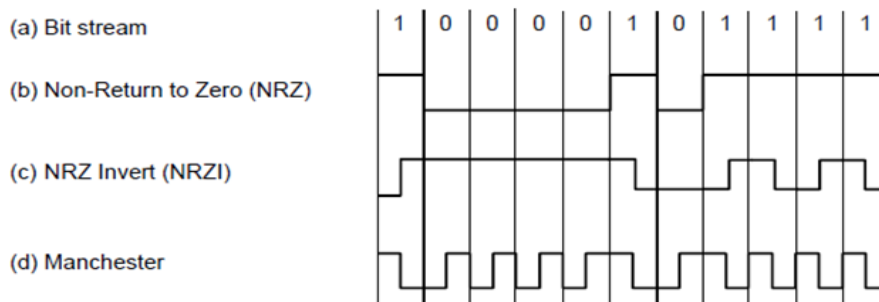 (a) Bit stream 1 0 0 0 0 1 0 1 1 1 1
(b) Non-Return to Zero (NRZ)
(c) NRZ Invert (NRZI)
(d) Manchester